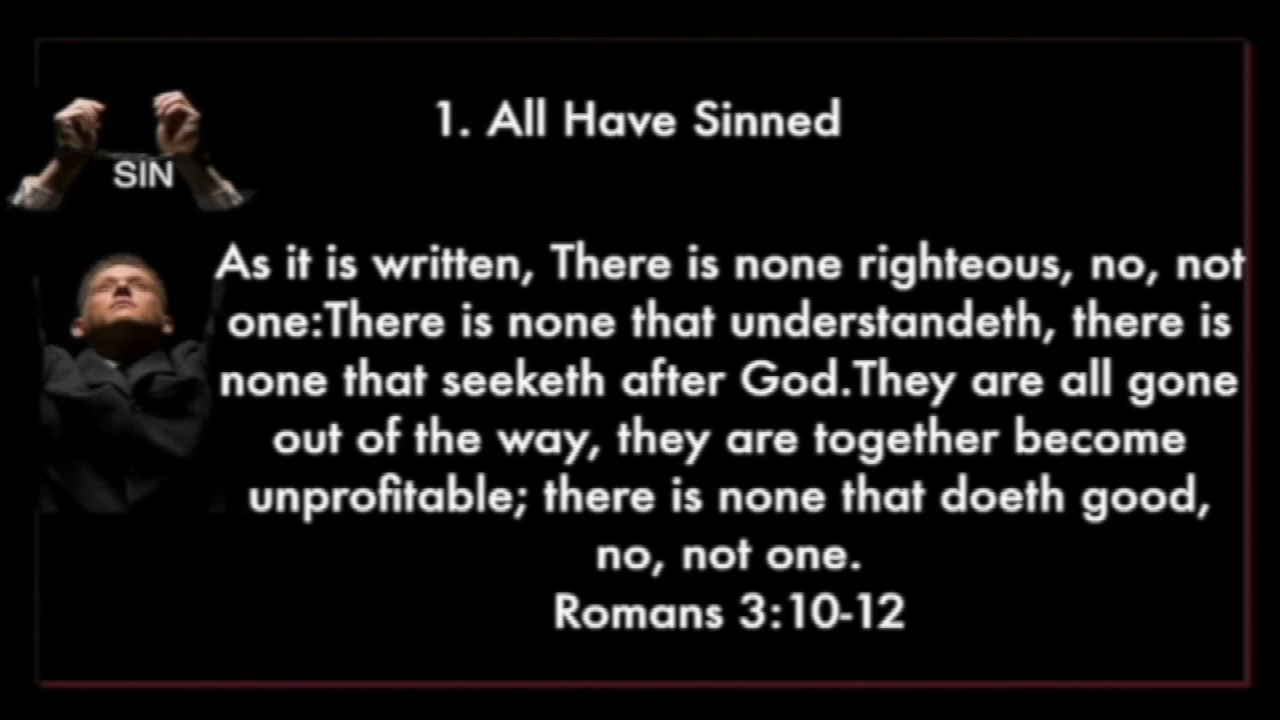 1. All Have Sinned
SIN
As it is written, There is none righteous, no, not
one:There is none that understandeth, there is
none that seeketh after God.They are all gone
out of the way, they are together become
unprofitable; there is none that doeth good,
no, not one.
Romans 3:10-12